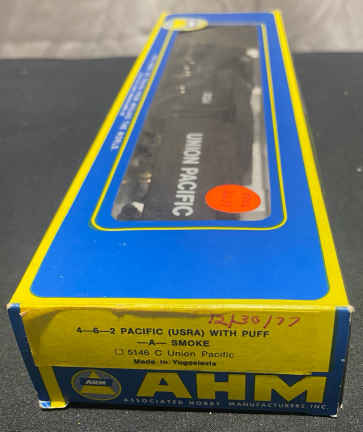 UNION PACIFIC
12/30/77
4—6—2 PACIFIC (USRA) WITH PUFF
—A— SMOKE
☐ 5146 C Union Pacific
Made in Yugoslavia
AHM
AHM
ASSOCIATED HOBBY MANUFACTURERS INC.